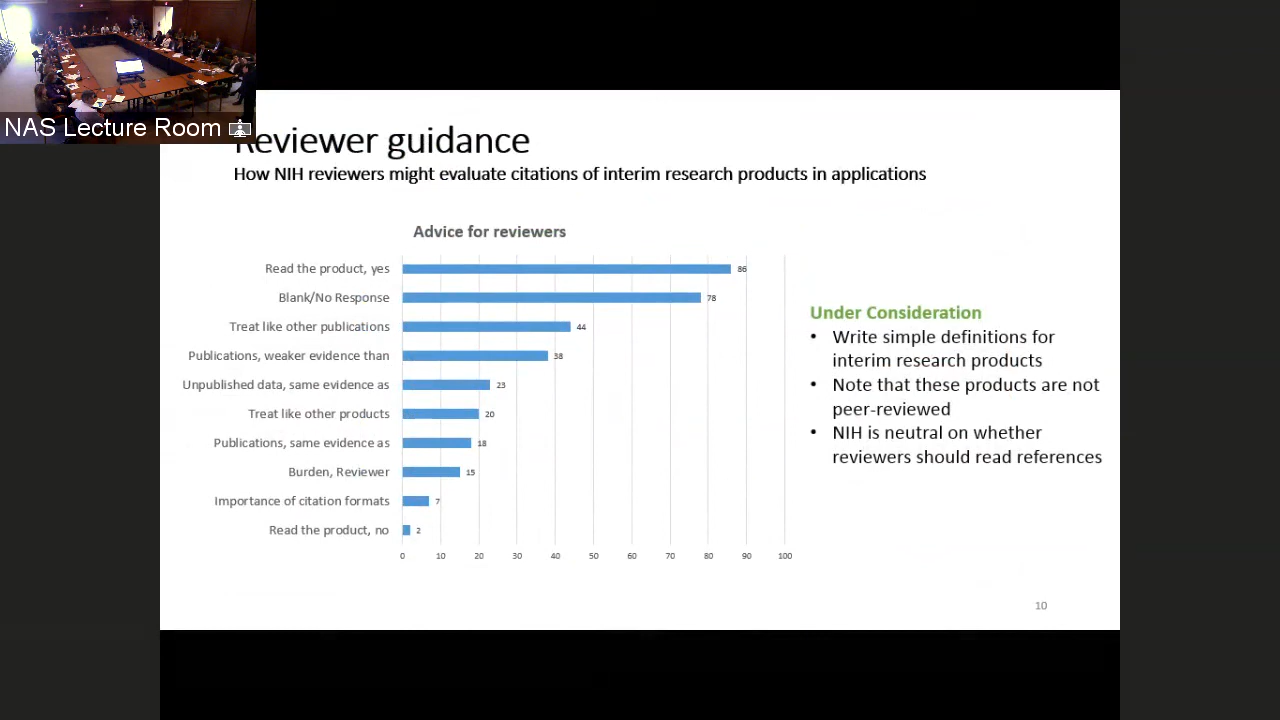 NAS Lecture Room
Reviewer guidance
How NIH reviewers might evaluate citations of interim research products in applications
Advice for reviewers
Read the product, yes 86
Blank/No Response 78
Treat like other publications 44
Publications, weaker evidence than 38
Unpublished data, same evidence as 23
Treat like other products 20
Publications, same evidence as 18
Burden, Reviewer 15
Importance of citation formats 7
Read the product, no 2
0 10 20 30 40 50 60 70 80 90 100
Under Consideration
• Write simple definitions for
interim research products
• Note that these products are not
peer-reviewed
• NIH is neutral on whether
reviewers should read references
10